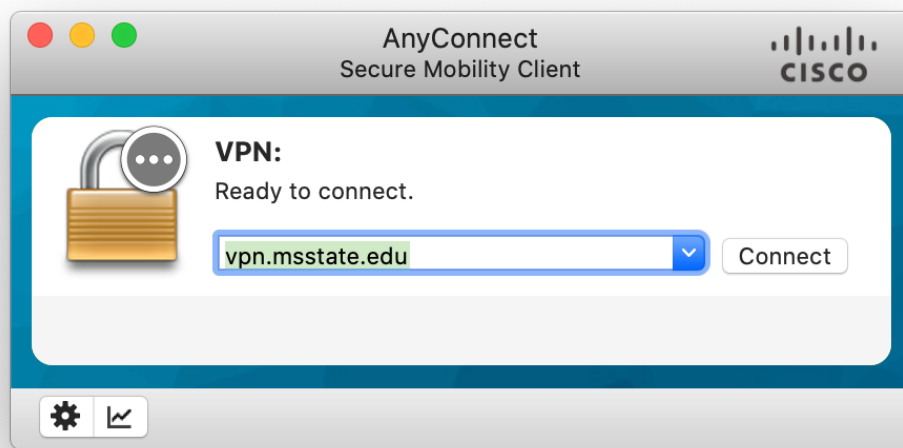 AnyConnect
Secure Mobility Client
CISCO
VPN:
Ready to connect.
vpn.msstate.edu
Connect